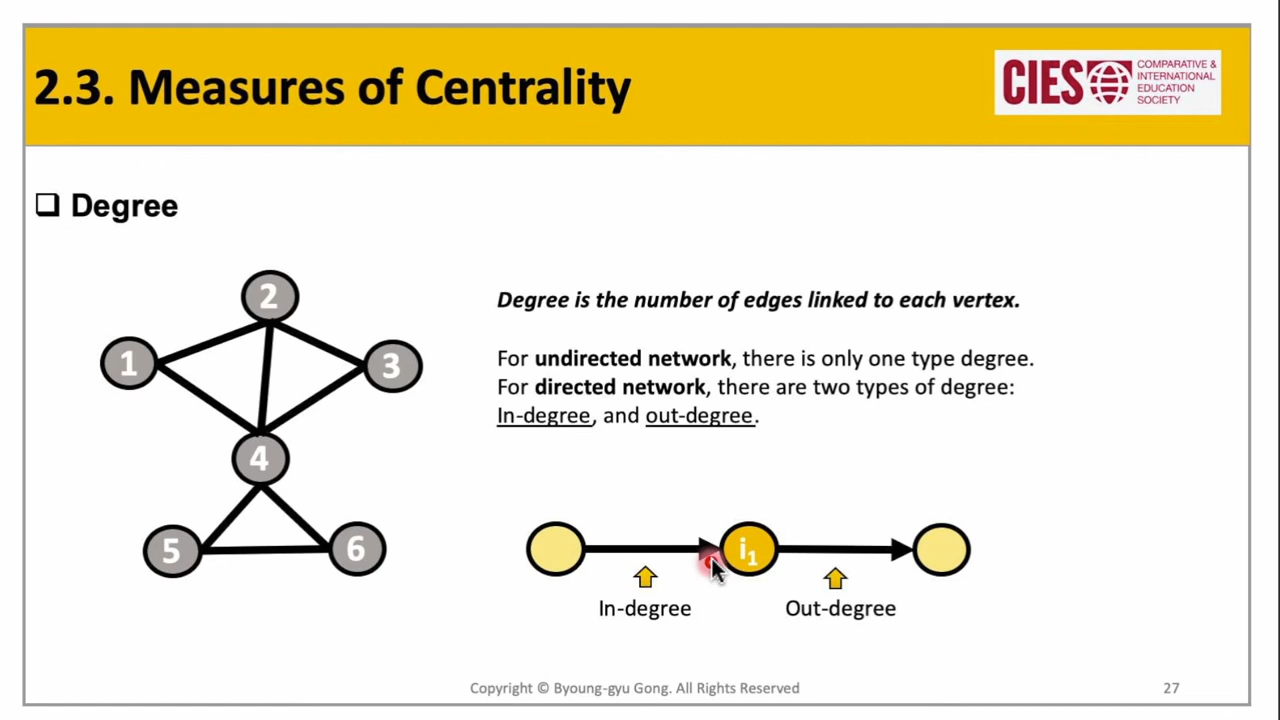 2.3. Measures of Centrality
CIES
COMPARATIVE &
INTERNATIONAL
EDUCATION
SOCIETY
Degree
2
1
3
4
5
6
Degree is the number of edges linked to each vertex.
For undirected network, there is only one type degree.
For directed network, there are two types of degree:
In-degree, and out-degree.
i₁
In-degree
Out-degree
Copyright © Byoung-gyu Gong. All Rights Reserved
27